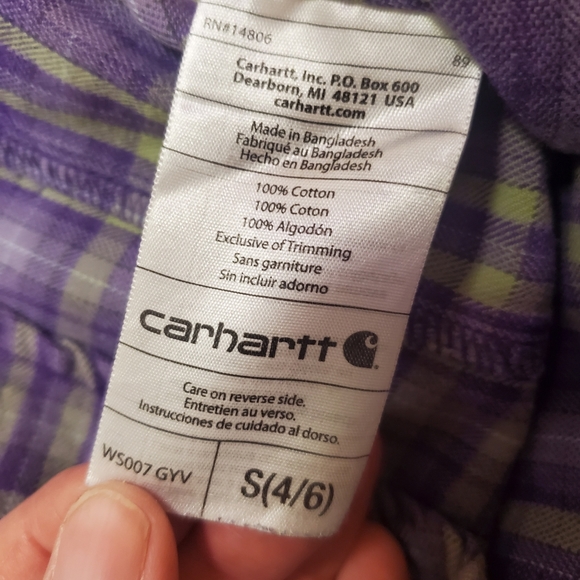 RN#14806
89
Carhartt, Inc. P.O. Box 600
Dearborn, MI 48121 USA
carhartt.com
Made in Bangladesh
Fabriqué au Bangladesh
Hecho en Bangladesh
100% Cotton
100% Coton
100% Algodón
Exclusive of Trimming
Sans garniture
Sin incluir adorno
carhartt
Care on reverse side.
Entretien au verso.
Instrucciones de cuidado al dorso.
WS007 GYV
S(4/6)